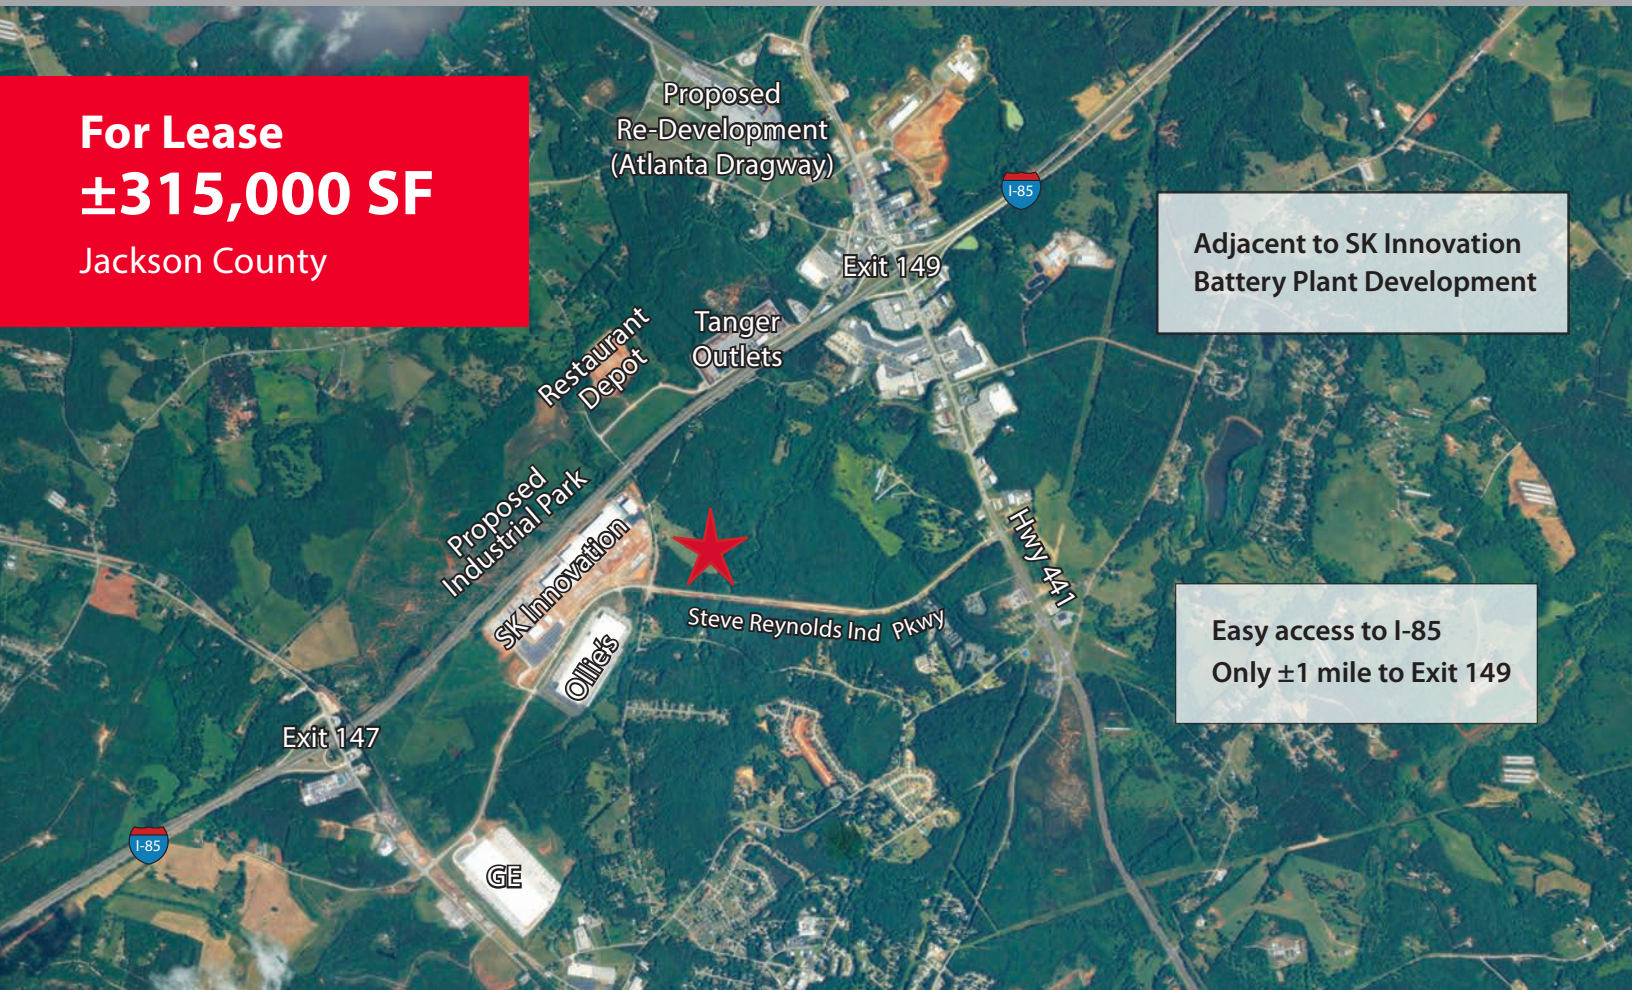 For Lease
±315,000 SF
Jackson County
Proposed
Re-Development
(Atlanta Dragway)
I-85
Adjacent to SK Innovation
Battery Plant Development
Exit 149
Tanger
Outlets
Restaurant
Depot
Proposed
Industrial Park
SK Innovation
Hwy 441
Steve Reynolds Ind Pkwy
Ollie's
Easy access to I-85
Only ±1 mile to Exit 149
Exit 147
I-85
GE